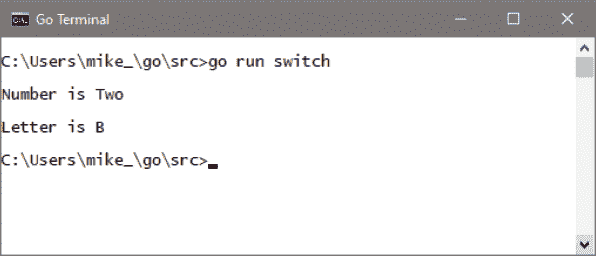 Go Terminal
C:\Users\mike_\go\src>go run switch
Number is Two
Letter is B
C:\Users\mike_\go\src>